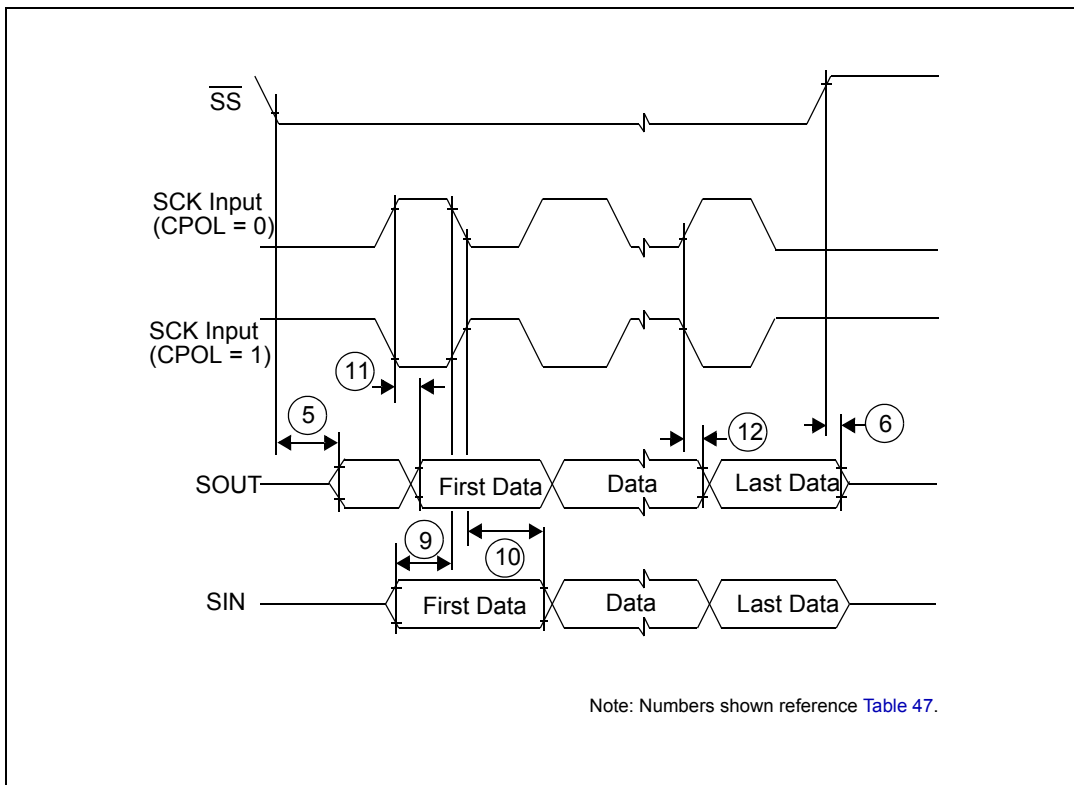 SS
SCK Input
(CPOL = 0)
SCK Input
(CPOL = 1)
11
5
12
6
SOUT
First Data
Data
Last Data
9
10
SIN
First Data
Data
Last Data
Note: Numbers shown reference Table 47.